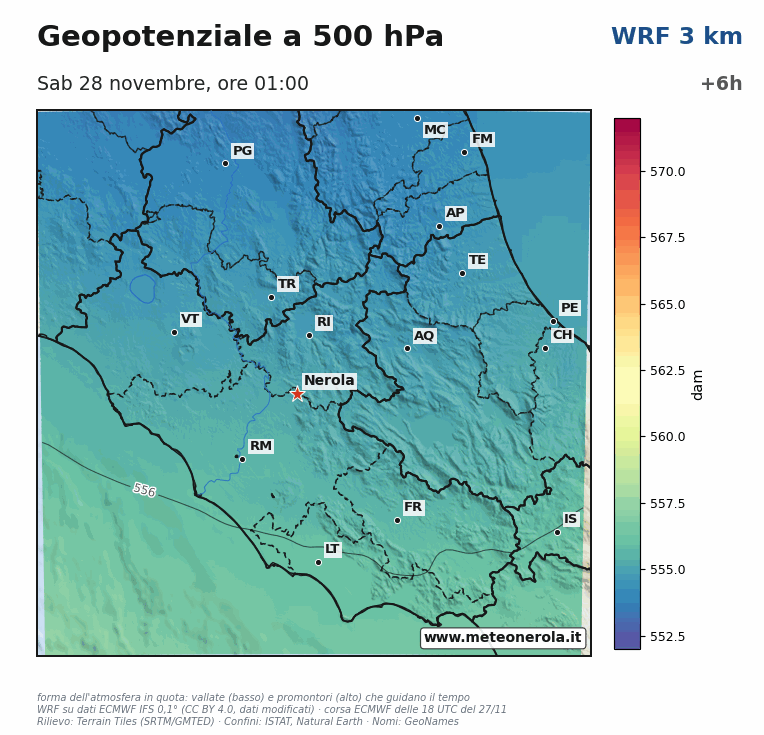 Geopotenziale a 500 hPa
WRF 3 km
Sab 28 novembre, ore 01:00
+6h
MC
FM
PG
570.0
AP
567.5
TE
TR
565.0
PE
VT
RI
AQ
CH
562.5
dam
Nerola
560.0
RM
556
557.5
FR
IS
LT
555.0
www.meteonerola.it
552.5
forma dell'atmosfera in quota: vallate (basso) e promontori (alto) che guidano il tempo
WRF su dati ECMWF IFS 0,1° (CC BY 4.0, dati modificati) · corsa ECMWF delle 18 UTC del 27/11
Rilievo: Terrain Tiles (SRTM/GMTED) · Confini: ISTAT, Natural Earth · Nomi: GeoNames